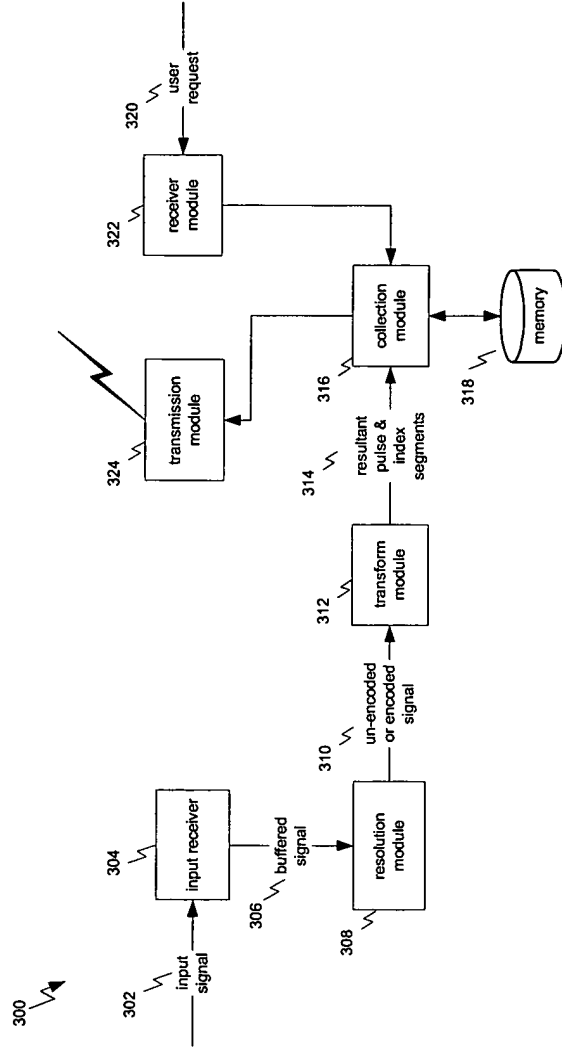 300
302
input
signal
304
input receiver
306
buffered
signal
308
resolution
module
310
un-encoded
or encoded
signal
312
transform
module
314
resultant
pulse &
index
segments
316
collection
module
318
memory
320
user
request
322
receiver
module
324
transmission
module